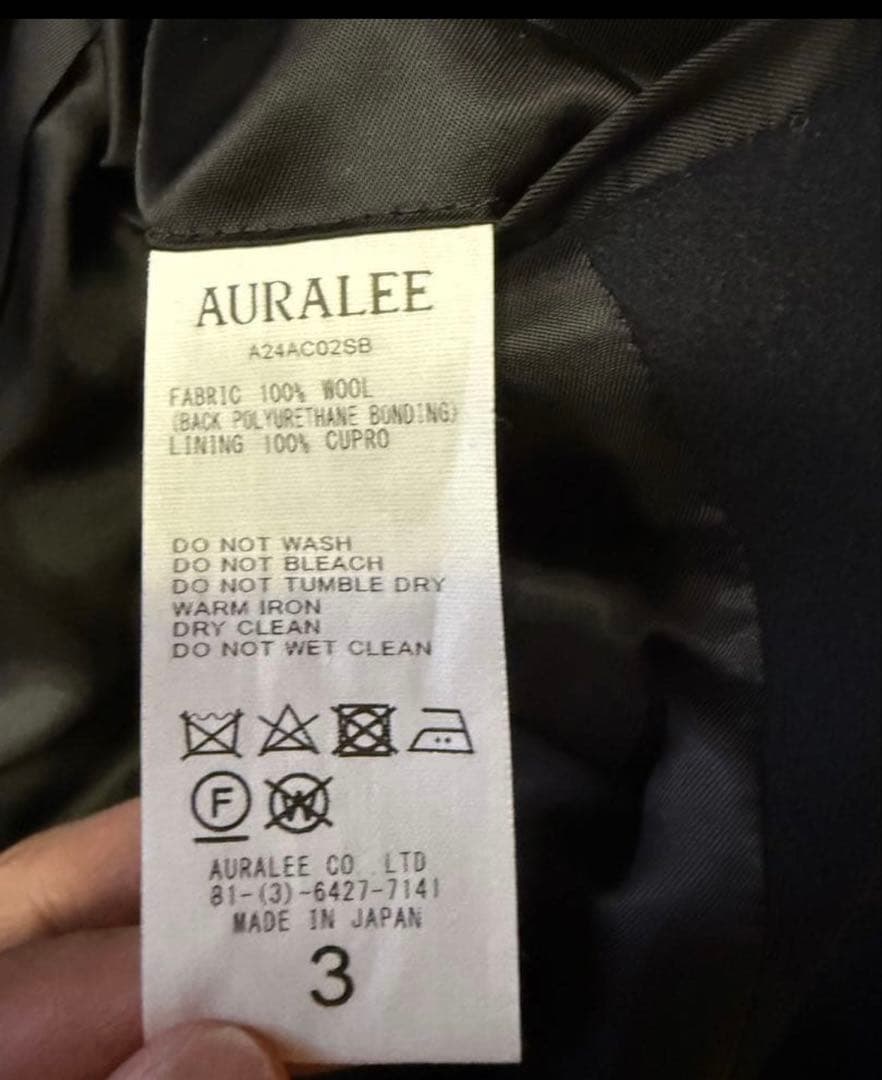 AURALEE
A24AC02SB
FABRIC 100% WOOL
(BACK POLYURETHANE BONDING)
LINING 100% CUPRO
DO NOT WASH
DO NOT BLEACH
DO NOT TUMBLE DRY
WARM IRON
DRY CLEAN
DO NOT WET CLEAN
F W
AURALEE CO .LTD
81-(3)-6427-7141
MADE IN JAPAN
3